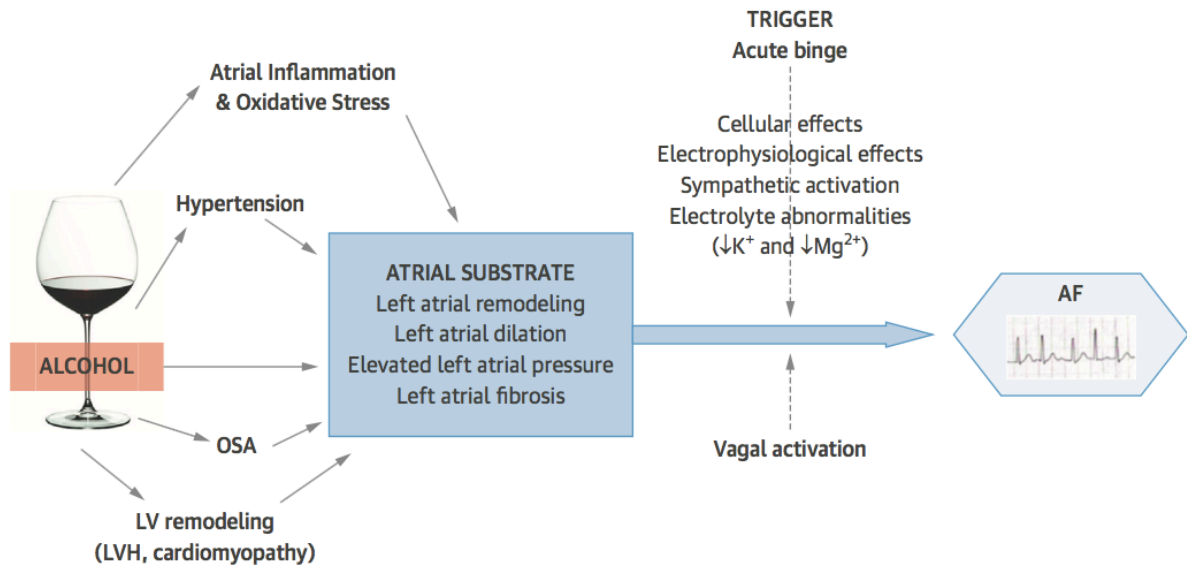 TRIGGER
Acute binge
Atrial Inflammation
& Oxidative Stress
Cellular effects
Electrophysiological effects
Sympathetic activation
Electrolyte abnormalities
(↓K⁺ and ↓Mg²⁺)
Hypertension
ATRIAL SUBSTRATE
Left atrial remodeling
Left atrial dilation
Elevated left atrial pressure
Left atrial fibrosis
AF
ALCOHOL
OSA
Vagal activation
LV remodeling
(LVH, cardiomyopathy)